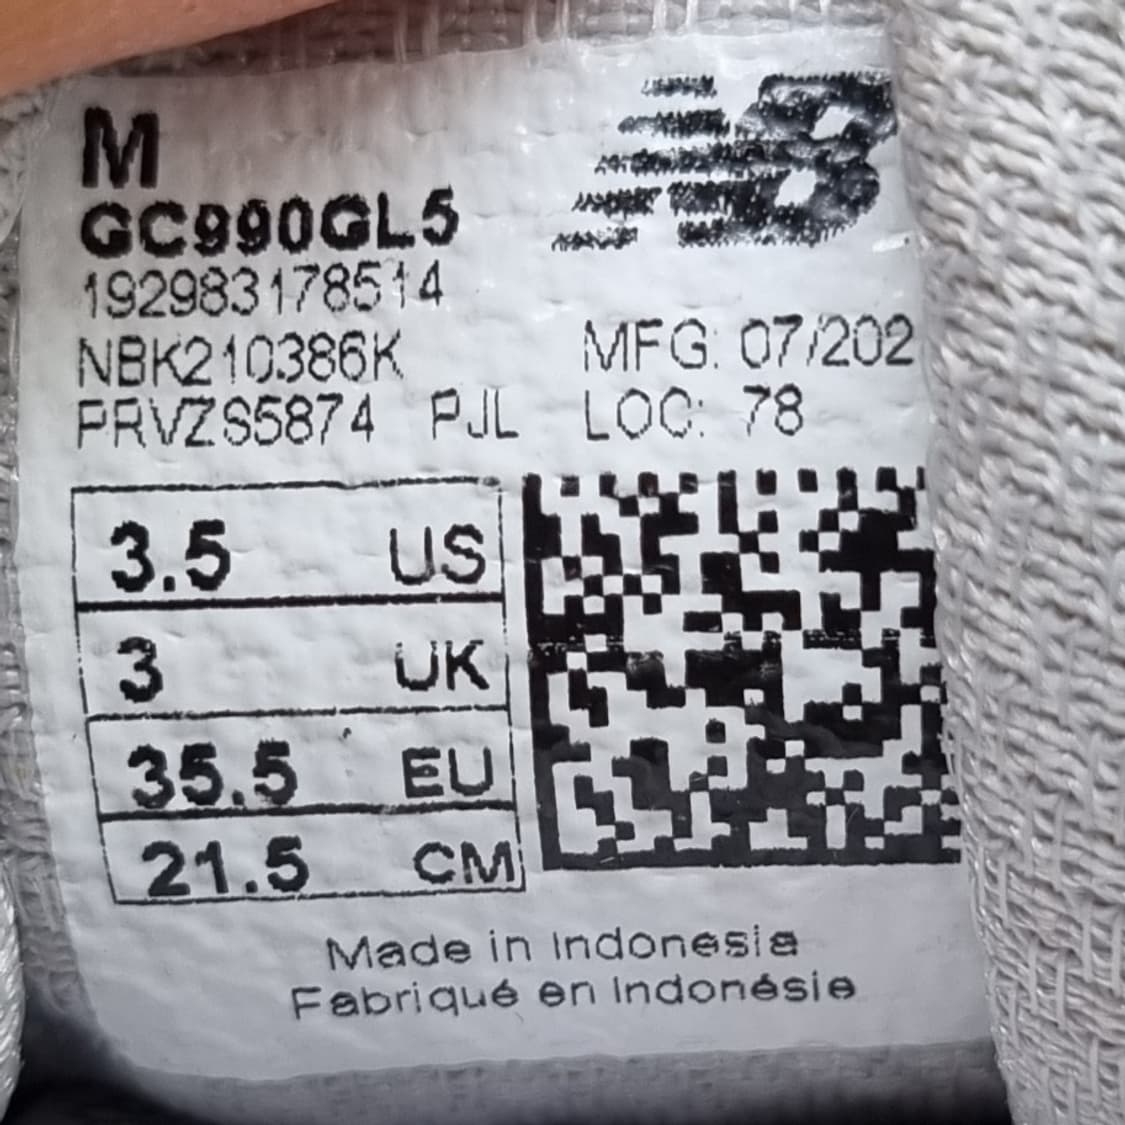 M
GC990GL5
192983178514
NBK210386K
MFG: 07/202
PRVZS5874 PJL LOC: 78
3.5 US
3 UK
35.5 EU
21.5 CM
Made in Indonesia
Fabriqué en Indonésie